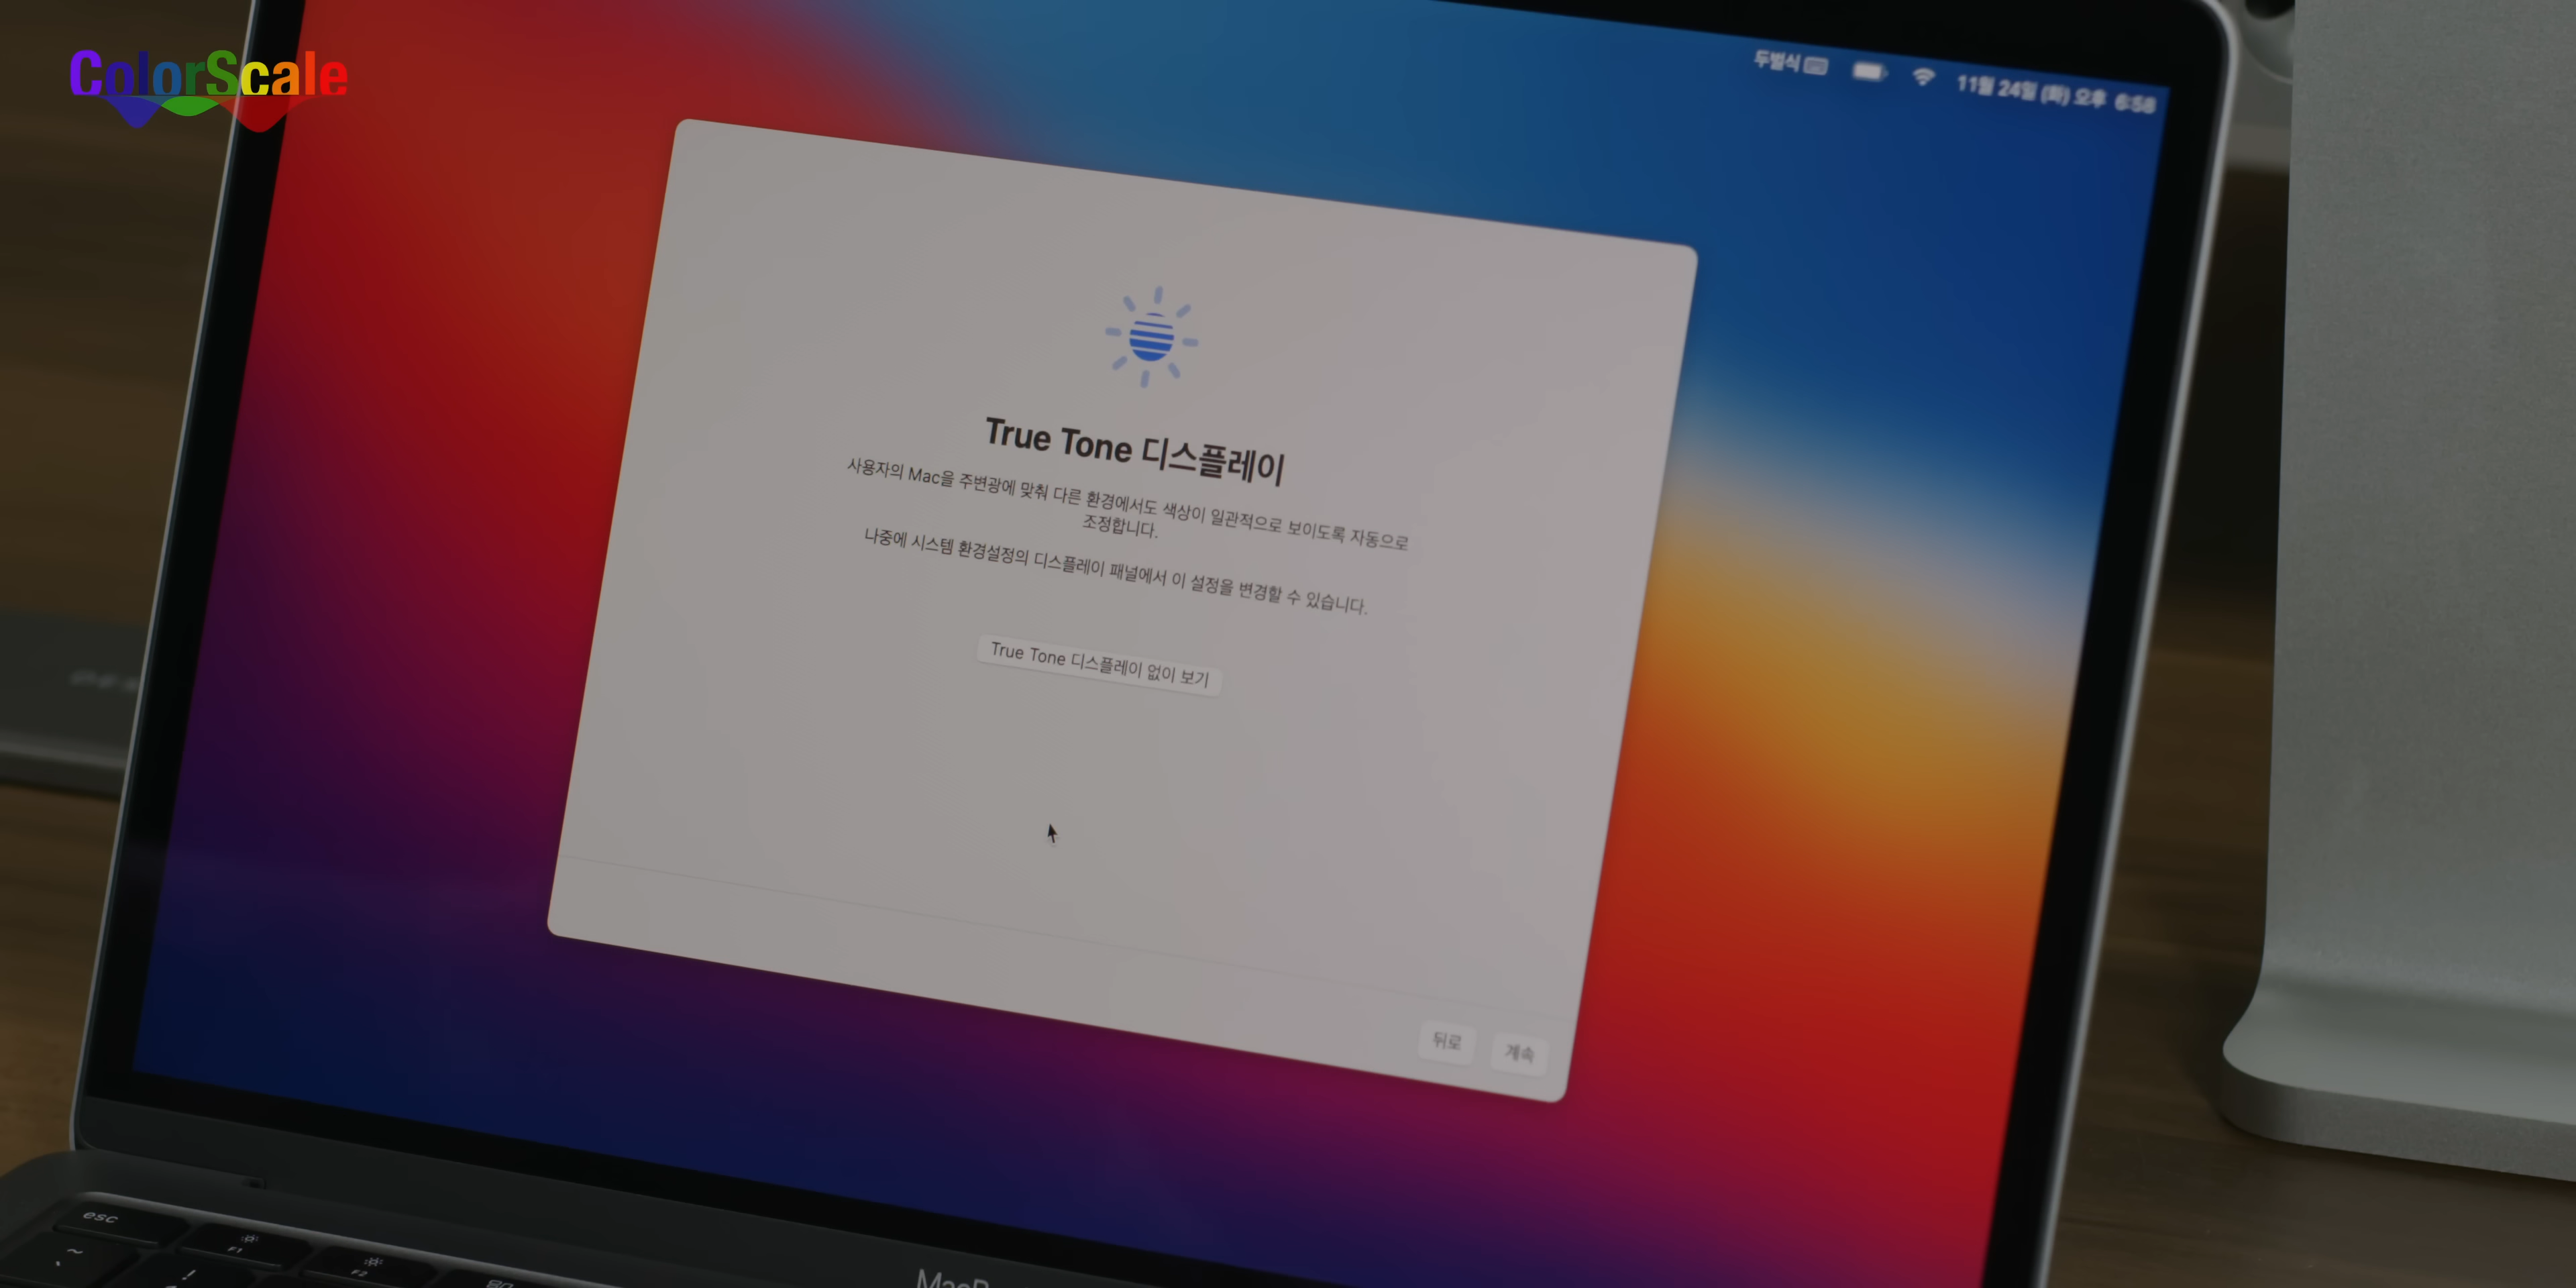 ColorScale
두벌식
11월 24일 (화) 오후 6:58
True Tone 디스플레이
사용자의 Mac을 주변광에 맞춰 다른 환경에서도 색상이 일관적으로 보이도록 자동으로
조정합니다.
나중에 시스템 환경설정의 디스플레이 패널에서 이 설정을 변경할 수 있습니다.
True Tone 디스플레이 없이 보기
뒤로 계속
esc
F1
F2
~
!